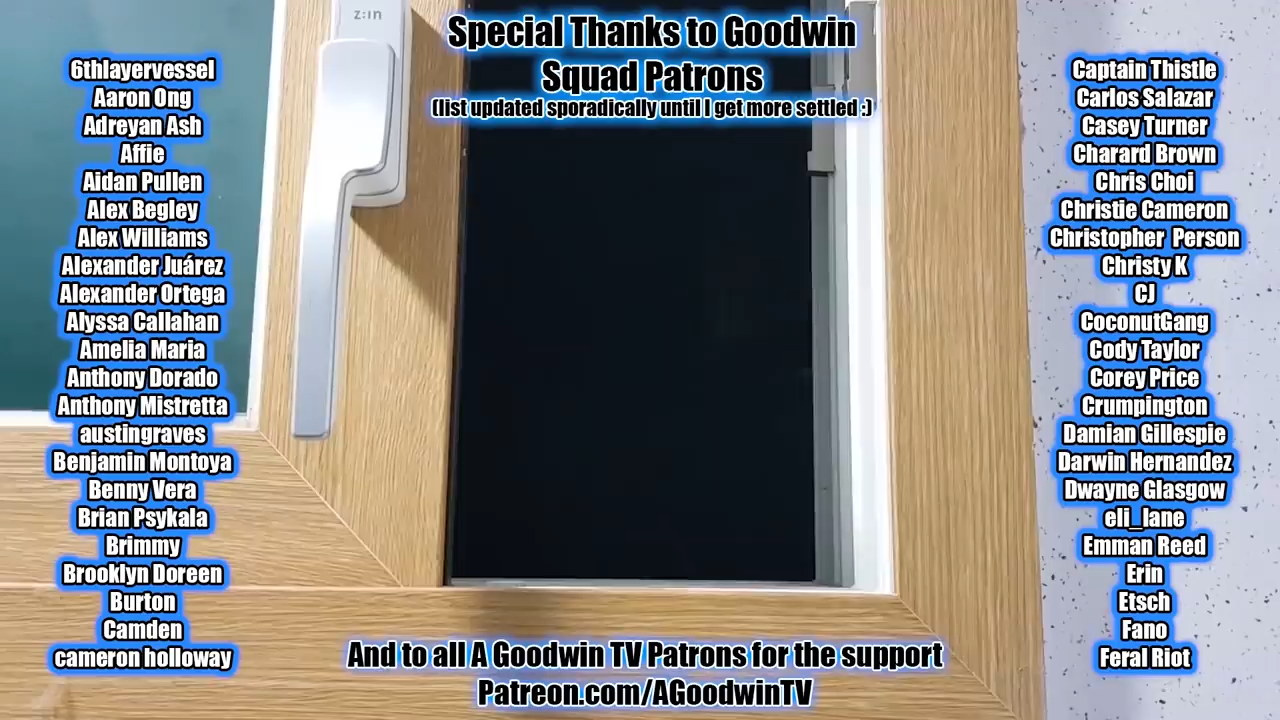 z:ın
Special Thanks to Goodwin
Squad Patrons
(list updated sporadically until I get more settled :)
6thlayervessel
Aaron Ong
Adreyan Ash
Affie
Aidan Pullen
Alex Begley
Alex Williams
Alexander Juárez
Alexander Ortega
Alyssa Callahan
Amelia Maria
Anthony Dorado
Anthony Mistretta
austingraves
Benjamin Montoya
Benny Vera
Brian Psykala
Brimmy
Brooklyn Doreen
Burton
Camden
cameron holloway
Captain Thistle
Carlos Salazar
Casey Turner
Charard Brown
Chris Choi
Christie Cameron
Christopher Person
Christy K
CJ
CoconutGang
Cody Taylor
Corey Price
Crumpington
Damian Gillespie
Darwin Hernandez
Dwayne Glasgow
eli_lane
Emman Reed
Erin
Etsch
Fano
Feral Riot
And to all A Goodwin TV Patrons for the support
Patreon.com/AGoodwinTV